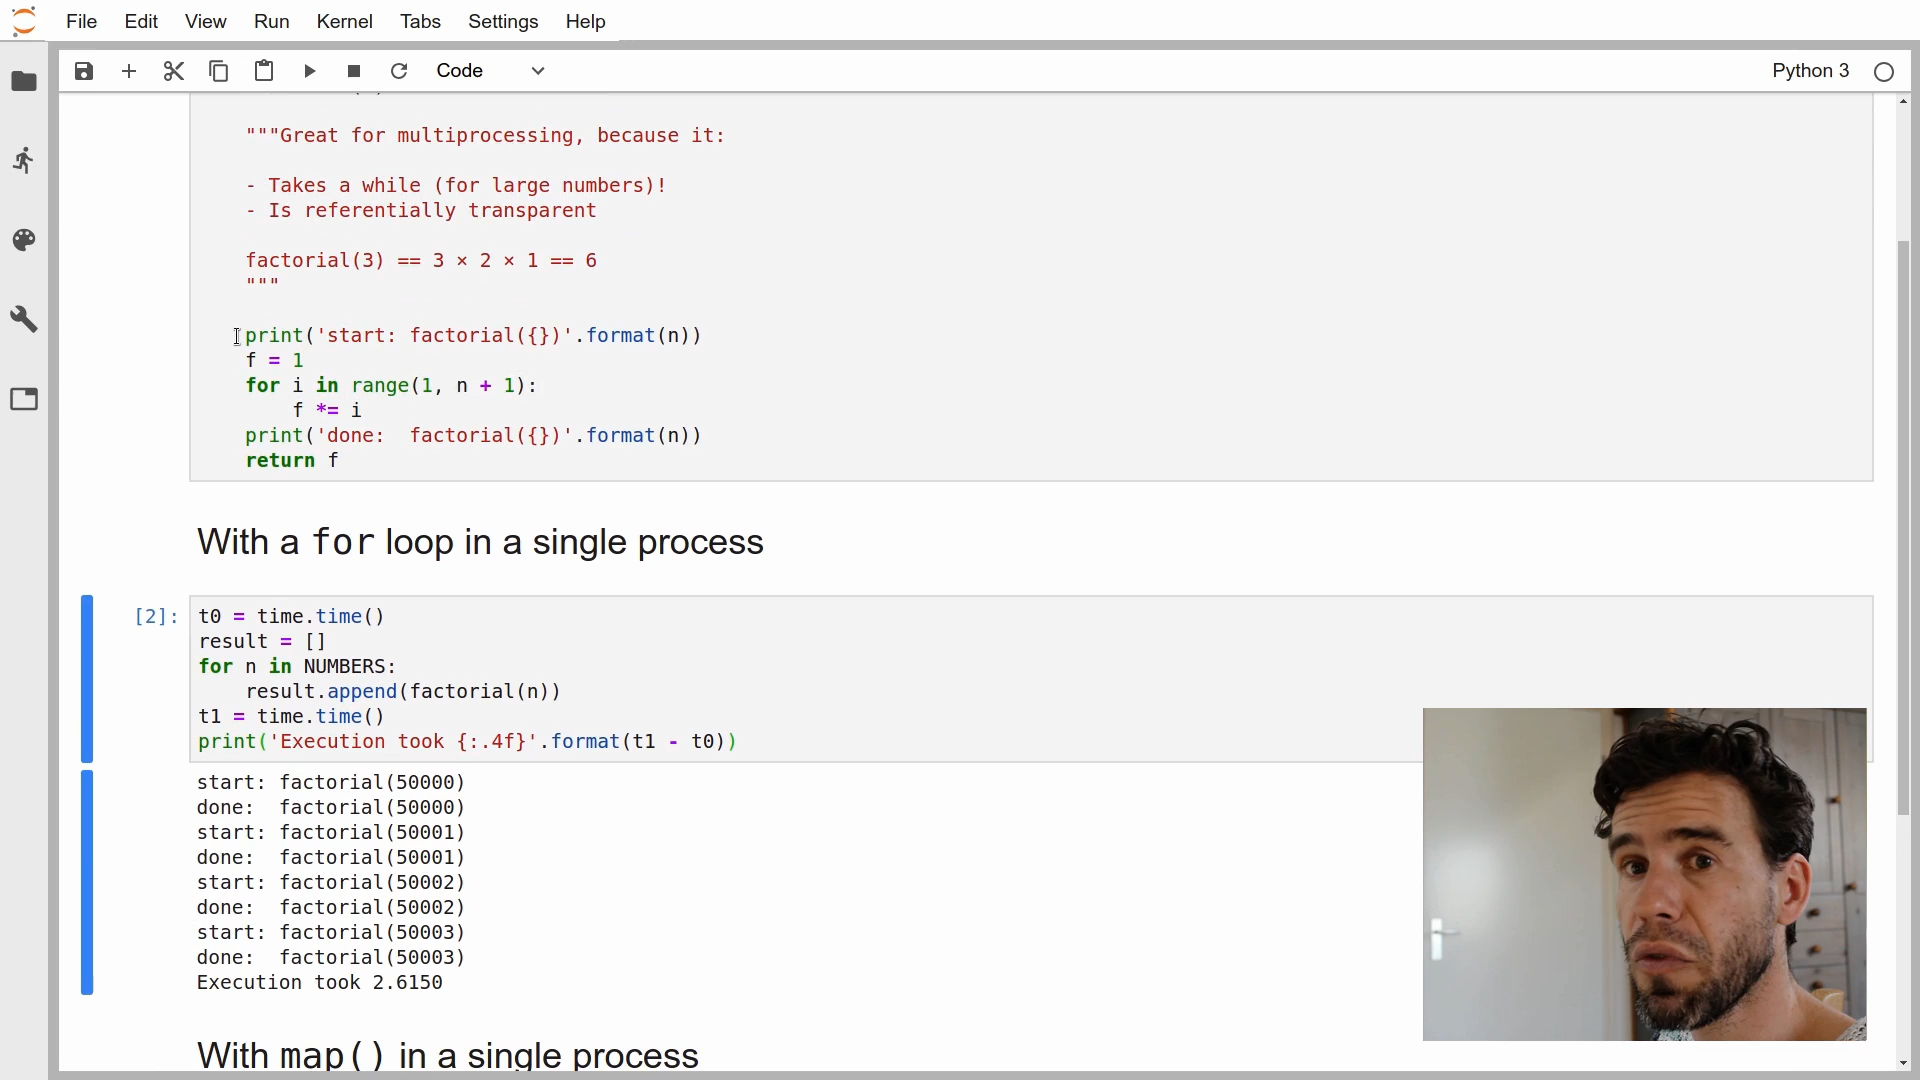 File Edit View Run Kernel Tabs Settings Help
Code Python 3
"""Great for multiprocessing, because it:
- Takes a while (for large numbers)!
- Is referentially transparent
factorial(3) == 3 × 2 × 1 == 6
"""
print('start: factorial({})'.format(n))
f = 1
for i in range(1, n + 1):
    f *= i
print('done:  factorial({})'.format(n))
return f
With a for loop in a single process
[2]: t0 = time.time()
result = []
for n in NUMBERS:
    result.append(factorial(n))
t1 = time.time()
print('Execution took {:.4f}'.format(t1 - t0))
start: factorial(50000)
done:  factorial(50000)
start: factorial(50001)
done:  factorial(50001)
start: factorial(50002)
done:  factorial(50002)
start: factorial(50003)
done:  factorial(50003)
Execution took 2.6150
With map() in a single process